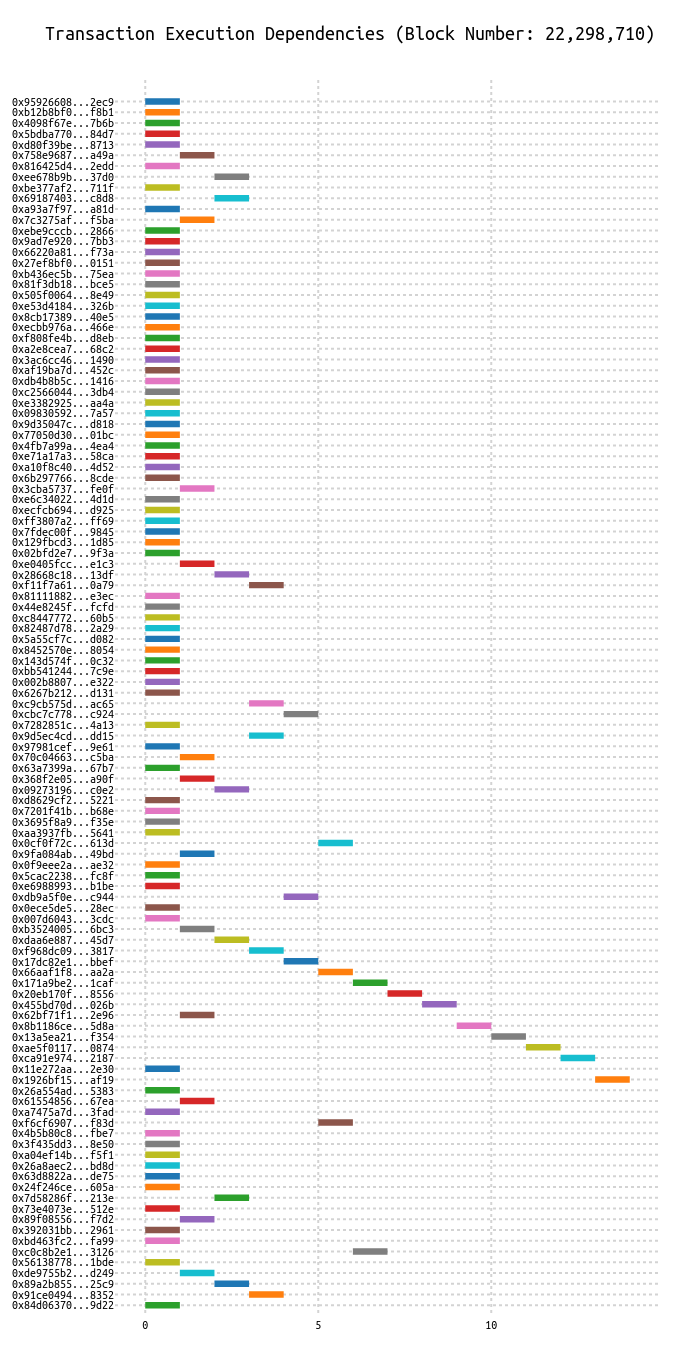 Transaction Execution Dependencies (Block Number: 22,298,710)
0x95926608...2ec9
0xb12b8bf0...f8b1
0x4098f67e...7b6b
0x5bdba770...84d7
0xd80f39be...8713
0x758e9687...a49a
0x816425d4...2edd
0xee678b9b...37d0
0xbe377af2...711f
0x69187403...c8d8
0xa93a7f97...a81d
0x7c3275af...f5ba
0xebe9cccb...2866
0x9ad7e920...7bb3
0x66220a81...f73a
0x27ef8bf0...0151
0xb436ec5b...75ea
0x81f3db18...bce5
0x505f0064...8e49
0xe53d4184...326b
0x8cb17389...40e5
0xecbb976a...466e
0xf808fe4b...d8eb
0xa2e8cea7...68c2
0x3ac6cc46...1490
0xaf19ba7d...452c
0xdb4b8b5c...1416
0xc2566044...3db4
0xe3382925...aa4a
0x09830592...7a57
0x9d35047c...d818
0x77050d30...01bc
0x4fb7a99a...4ea4
0xe71a17a3...58ca
0xa10f8c40...4d52
0x6b297766...8cde
0x3cba5737...fe0f
0xe6c34022...4d1d
0xecfcb694...d925
0xff3807a2...ff69
0x7fdec00f...9845
0x129fbcd3...1d85
0x02bfd2e7...9f3a
0xe0405fcc...e1c3
0x28668c18...13df
0xf11f7a61...0a79
0x81111882...e3ec
0x44e8245f...fcfd
0xc8447772...60b5
0x82487d78...2a29
0x5a55cf7c...d082
0x8452570e...8054
0x143d574f...0c32
0xbb541244...7c9e
0x002b8807...e322
0x6267b212...d131
0xc9cb575d...ac65
0xcbc7c778...c924
0x7282851c...4a13
0x9d5ec4cd...dd15
0x97981cef...9e61
0x70c04663...c5ba
0x63a7399a...67b7
0x368f2e05...a90f
0x09273196...c0e2
0xd8629cf2...5221
0x7201f41b...b68e
0x3695f8a9...f35e
0xaa3937fb...5641
0x0cf0f72c...613d
0x9fa084ab...49bd
0x0f9eee2a...ae32
0x5cac2238...fc8f
0xe6988993...b1be
0xdb9a5f0e...c944
0x0ece5de5...28ec
0x007d6043...3cdc
0xb3524005...6bc3
0xdaa6e887...45d7
0xf968dc09...3817
0x17dc82e1...bbef
0x66aaf1f8...aa2a
0x171a9be2...1caf
0x20eb170f...8556
0x455bd70d...026b
0x62bf71f1...2e96
0x8b1186ce...5d8a
0x13a5ea21...f354
0xae5f0117...0874
0xca91e974...2187
0x11e272aa...2e30
0x1926bf15...af19
0x26a554ad...5383
0x61554856...67ea
0xa7475a7d...3fad
0xf6cf6907...f83d
0x4b5b80c8...fbe7
0x3f435dd3...8e50
0xa04ef14b...f5f1
0x26a8aec2...bd8d
0x63d8822a...de75
0x24f246ce...605a
0x7d58286f...213e
0x73e4073e...512e
0x89f08556...f7d2
0x392031bb...2961
0xbd463fc2...fa99
0xc0c8b2e1...3126
0x56138778...1bde
0xde9755b2...d249
0x89a2b855...25c9
0x91ce0494...8352
0x84d06370...9d22
0 5 10